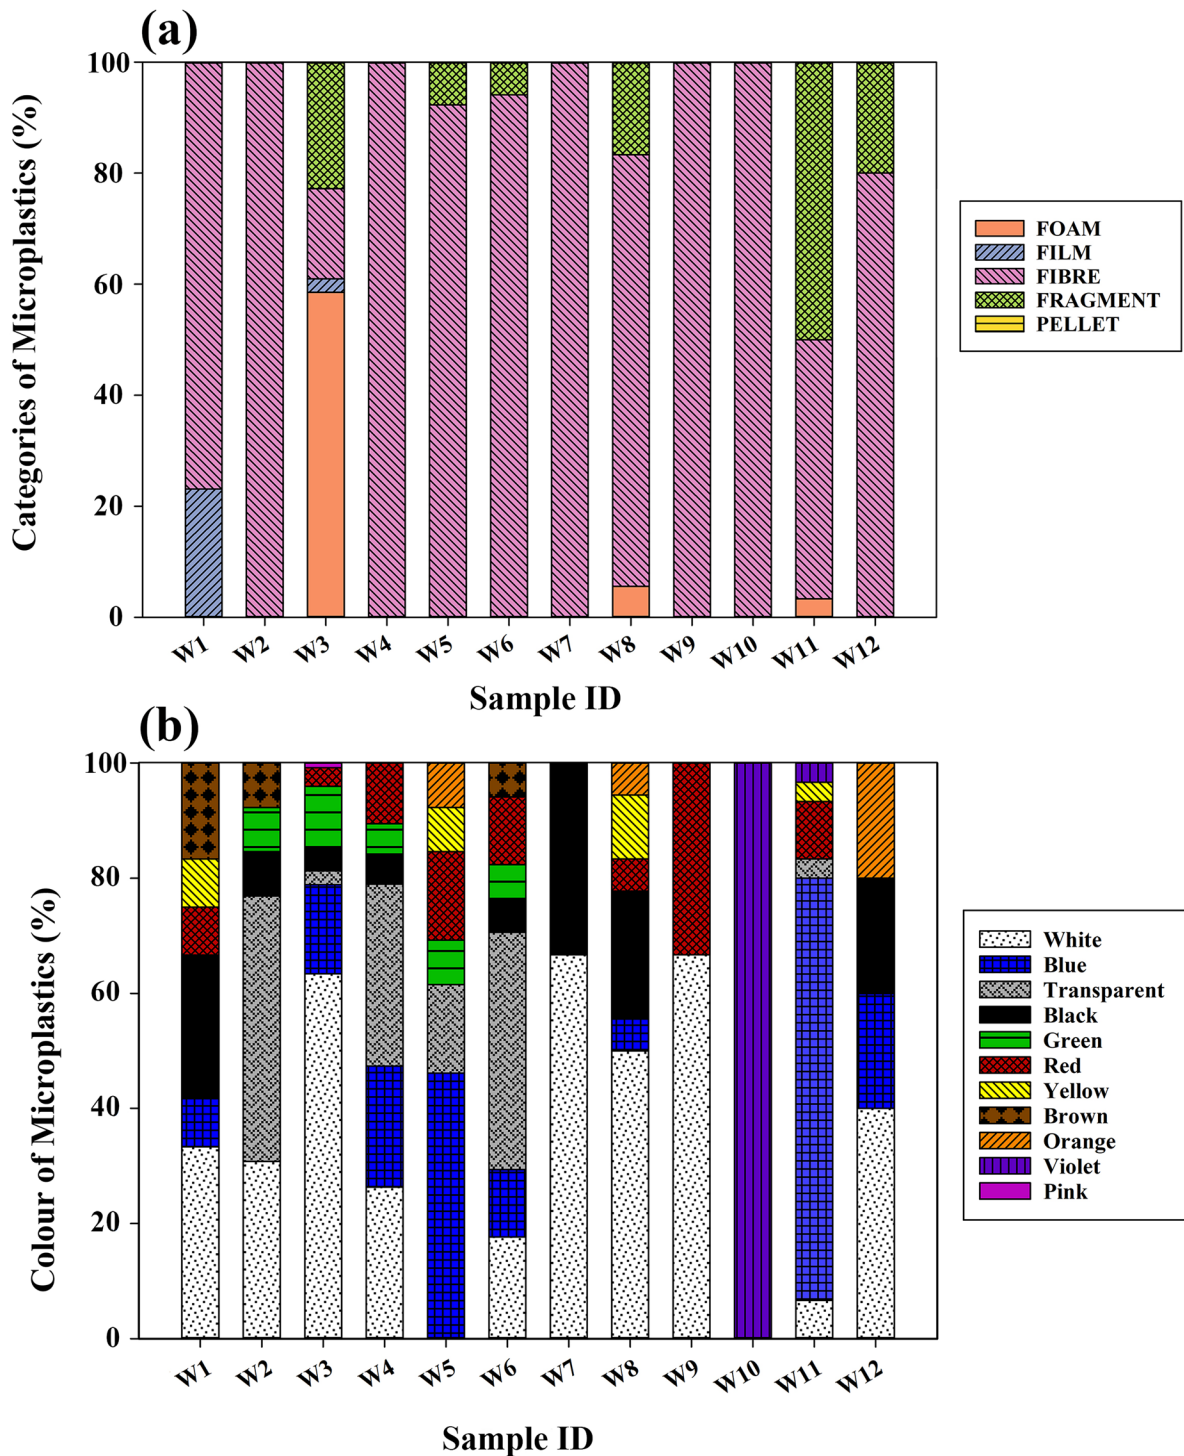 (a)
Categories of Microplastics (%)
100
80
60
40
20
0
W1 W2 W3 W4 W5 W6 W7 W8 W9 W10 W11 W12
Sample ID
FOAM
FILM
FIBRE
FRAGMENT
PELLET
(b)
Colour of Microplastics (%)
100
80
60
40
20
0
W1 W2 W3 W4 W5 W6 W7 W8 W9 W10 W11 W12
Sample ID
White
Blue
Transparent
Black
Green
Red
Yellow
Brown
Orange
Violet
Pink